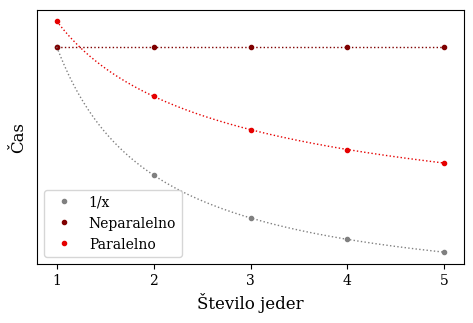 Čas
1/x
Neparalelno
Paralelno
1 2 3 4 5
Število jeder